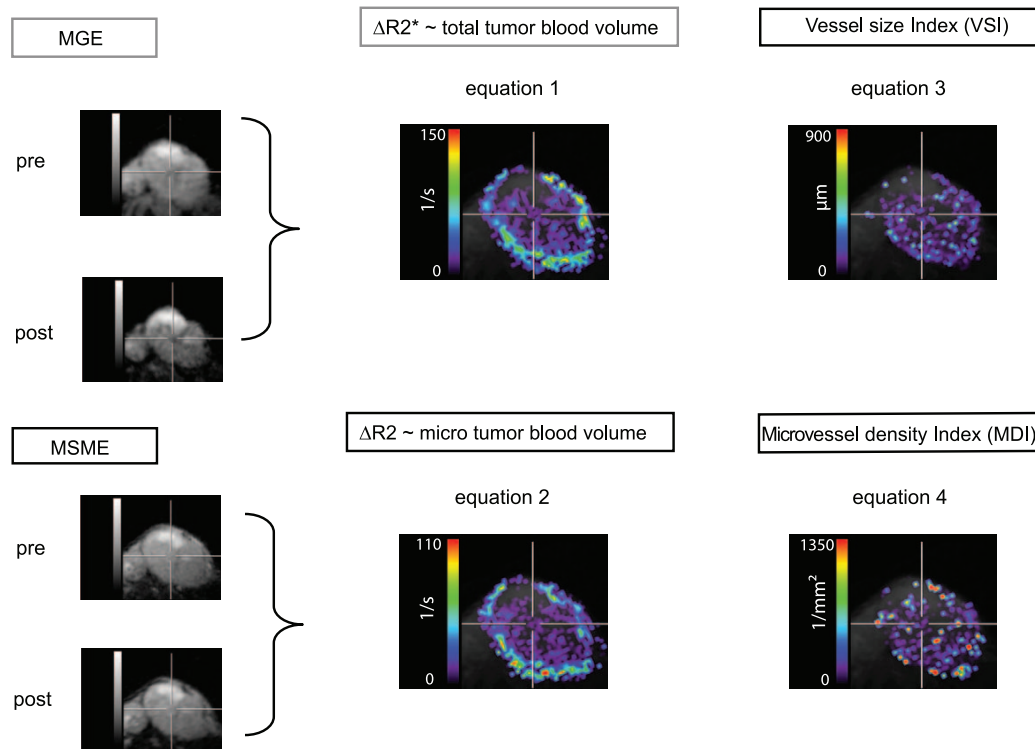 MGE
ΔR2* ~ total tumor blood volume
Vessel size Index (VSI)
equation 1
equation 3
pre
150
1/s
0
900
µm
0
post
MSME
ΔR2 ~ micro tumor blood volume
Microvessel density Index (MDI)
equation 2
equation 4
pre
110
1/s
0
1350
1/mm²
0
post